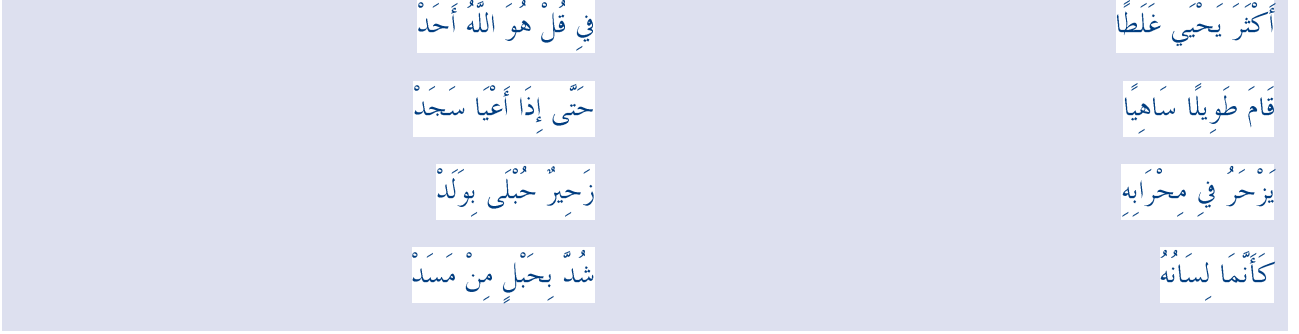 أَكْثَرَ يَحْيَي غَلَطًا فِي قُلْ هُوَ اللَّهُ أَحَدْ
قَامَ طَوِيلًا سَاهِيًا حَتَّى إِذَا أَعْيَا سَجَدْ
يَزْحَرُ فِي مِحْرَابِهِ زَحِيرٌ حُبْلَى بِوَلَدْ
كَأَنَّمَا لِسَانُهُ شُدَّ بِحَبْلٍ مِنْ مَسَدْ